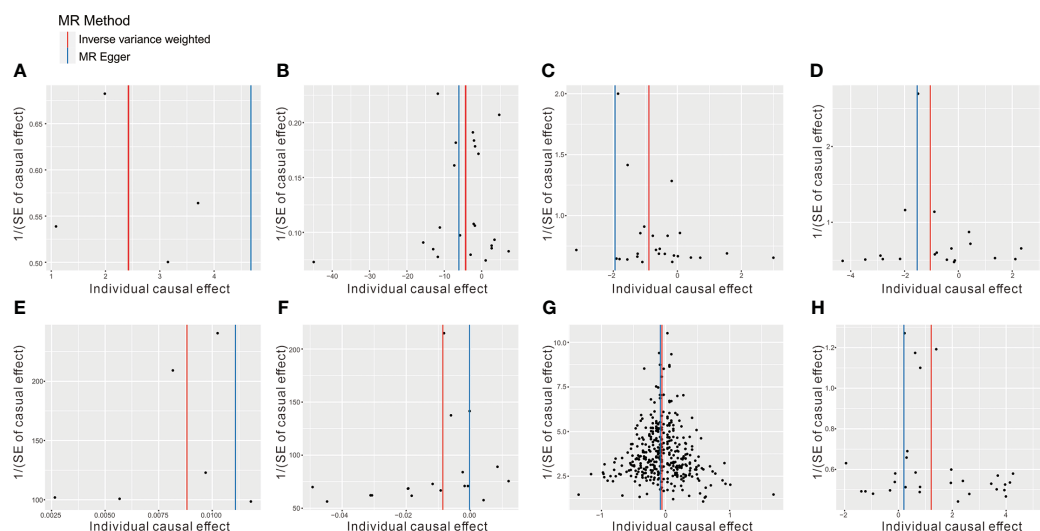 MR Method
Inverse variance weighted
MR Egger
A
1/(SE of casual effect)
0.65
0.60
0.55
0.50
1
2
3
4
Individual causal effect
B
1/(SE of casual effect)
0.20
0.15
0.10
−40
−30
−20
−10
0
Individual causal effect
C
1/(SE of casual effect)
2.0
1.5
1.0
−2
0
2
Individual causal effect
D
1/(SE of casual effect)
2
1
−4
−2
0
2
Individual causal effect
E
1/(SE of casual effect)
200
150
100
0.0025
0.0050
0.0075
0.0100
Individual causal effect
F
1/(SE of casual effect)
200
150
100
50
−0.04
−0.02
0.00
Individual causal effect
G
1/(SE of casual effect)
10.0
7.5
5.0
2.5
−1
0
1
Individual causal effect
H
1/(SE of casual effect)
1.2
1.0
0.8
0.6
−2
0
2
4
Individual causal effect